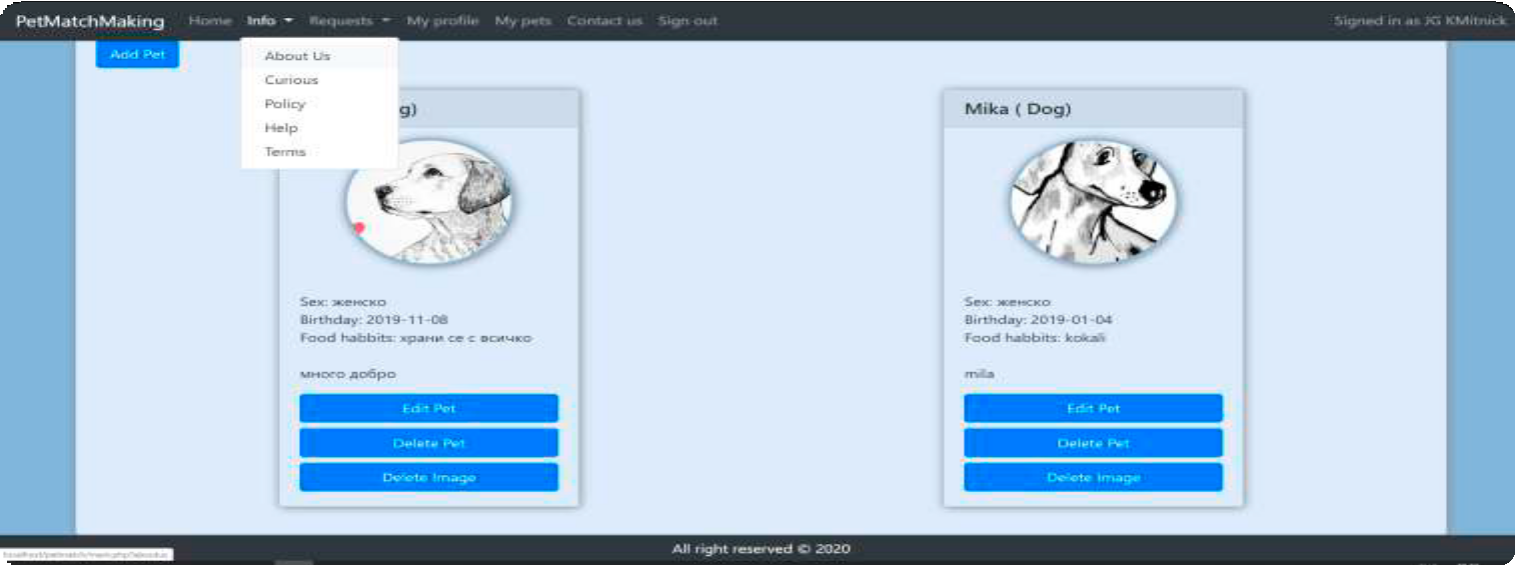 PetMatchMaking Home Info Requests My profile My pets Contact us Sign out Signed in as JG KMitnick
Add Pet
About Us
Curious
Policy
Help
Terms
g)
Sex: женско
Birthday: 2019-11-08
Food habbits: храни се с всичко
много добро
Edit Pet
Delete Pet
Delete Image
Mika ( Dog)
Sex: женско
Birthday: 2019-01-04
Food habbits: kokali
mila
Edit Pet
Delete Pet
Delete Image
All right reserved © 2020